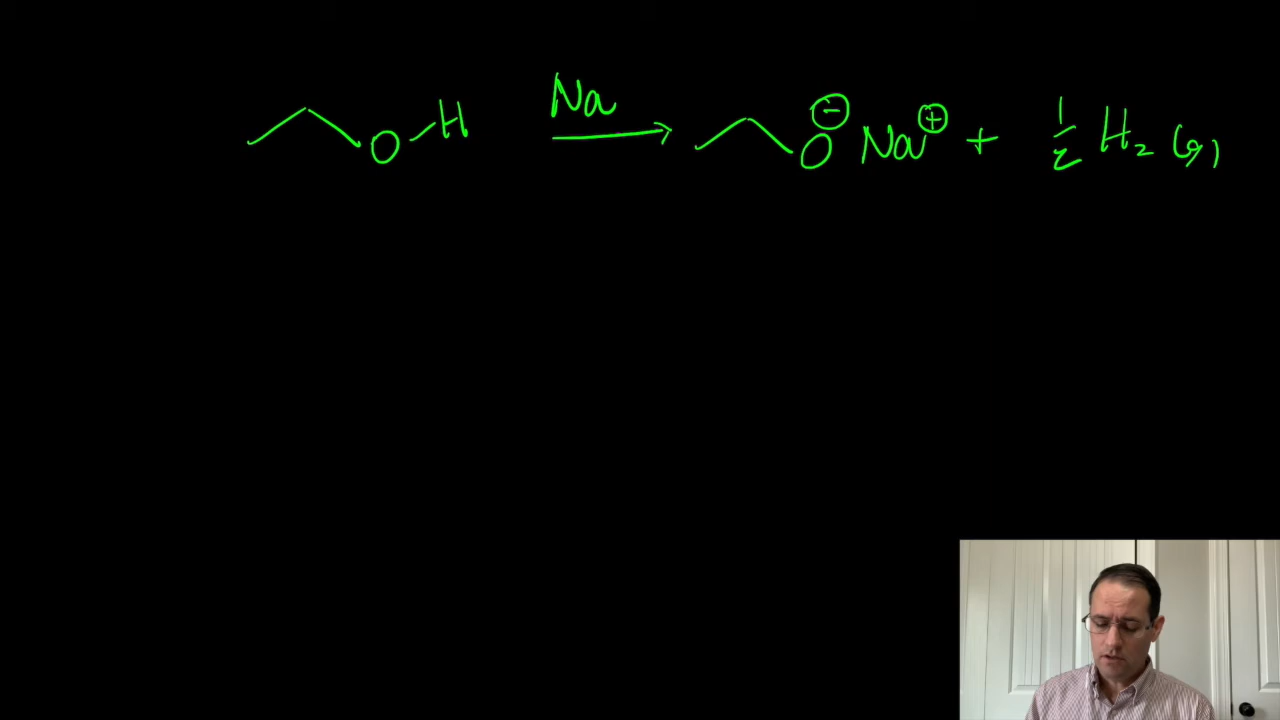 O-H Na → O⊖ Na⊕ + 1/2 H₂ (g)